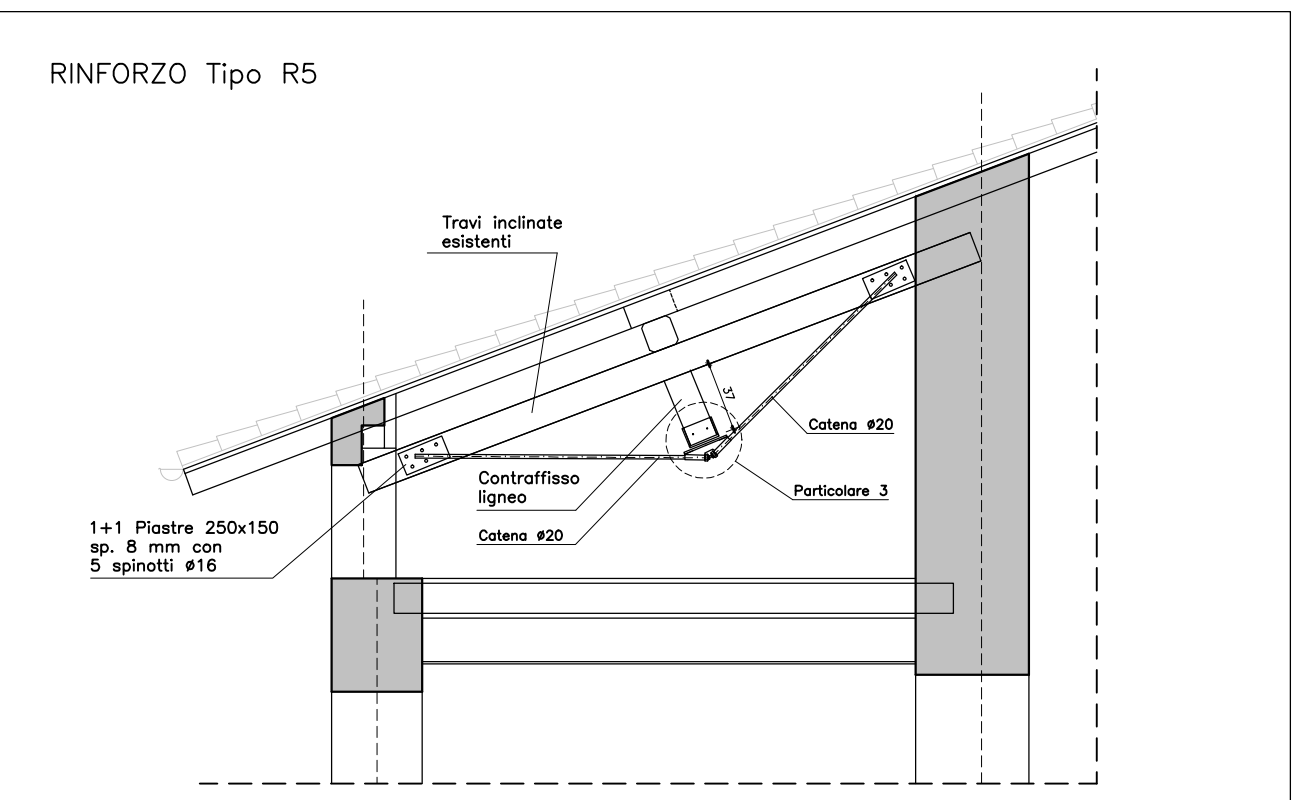 RINFORZO Tipo R5
Travi inclinate
esistenti
37
Catena ø20
Contraffisso
ligneo
Particolare 3
1+1 Piastre 250x150
sp. 8 mm con
5 spinotti ø16
Catena ø20